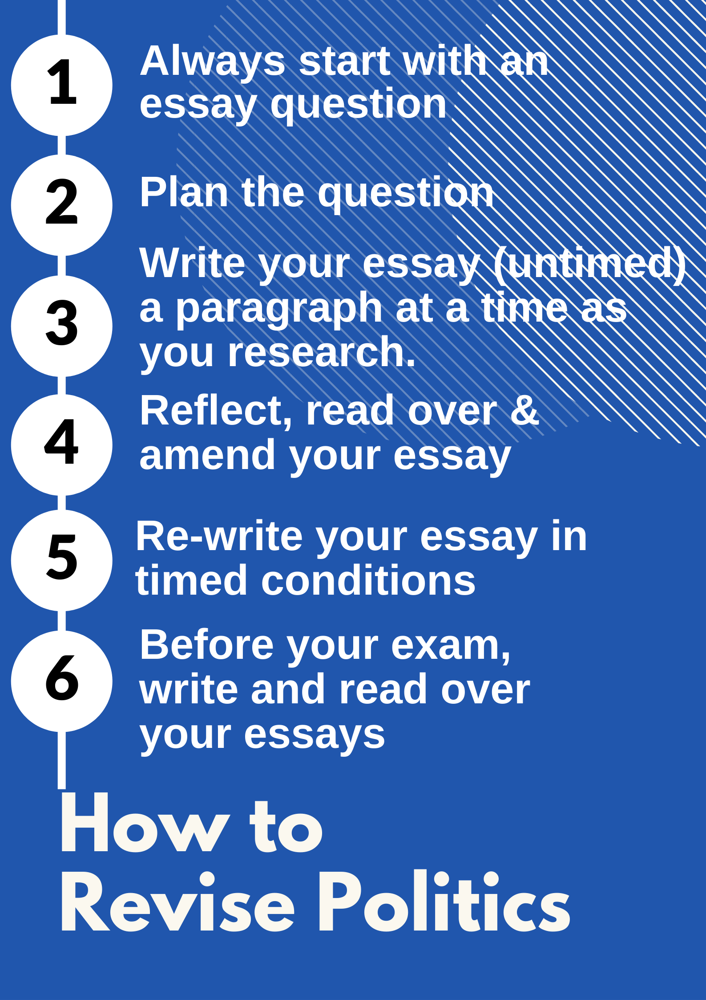 1
Always start with an
essay question
2
Plan the question
3
Write your essay (untimed)
a paragraph at a time as
you research.
4
Reflect, read over &
amend your essay
5
Re-write your essay in
timed conditions
6
Before your exam,
write and read over
your essays
How to
Revise Politics